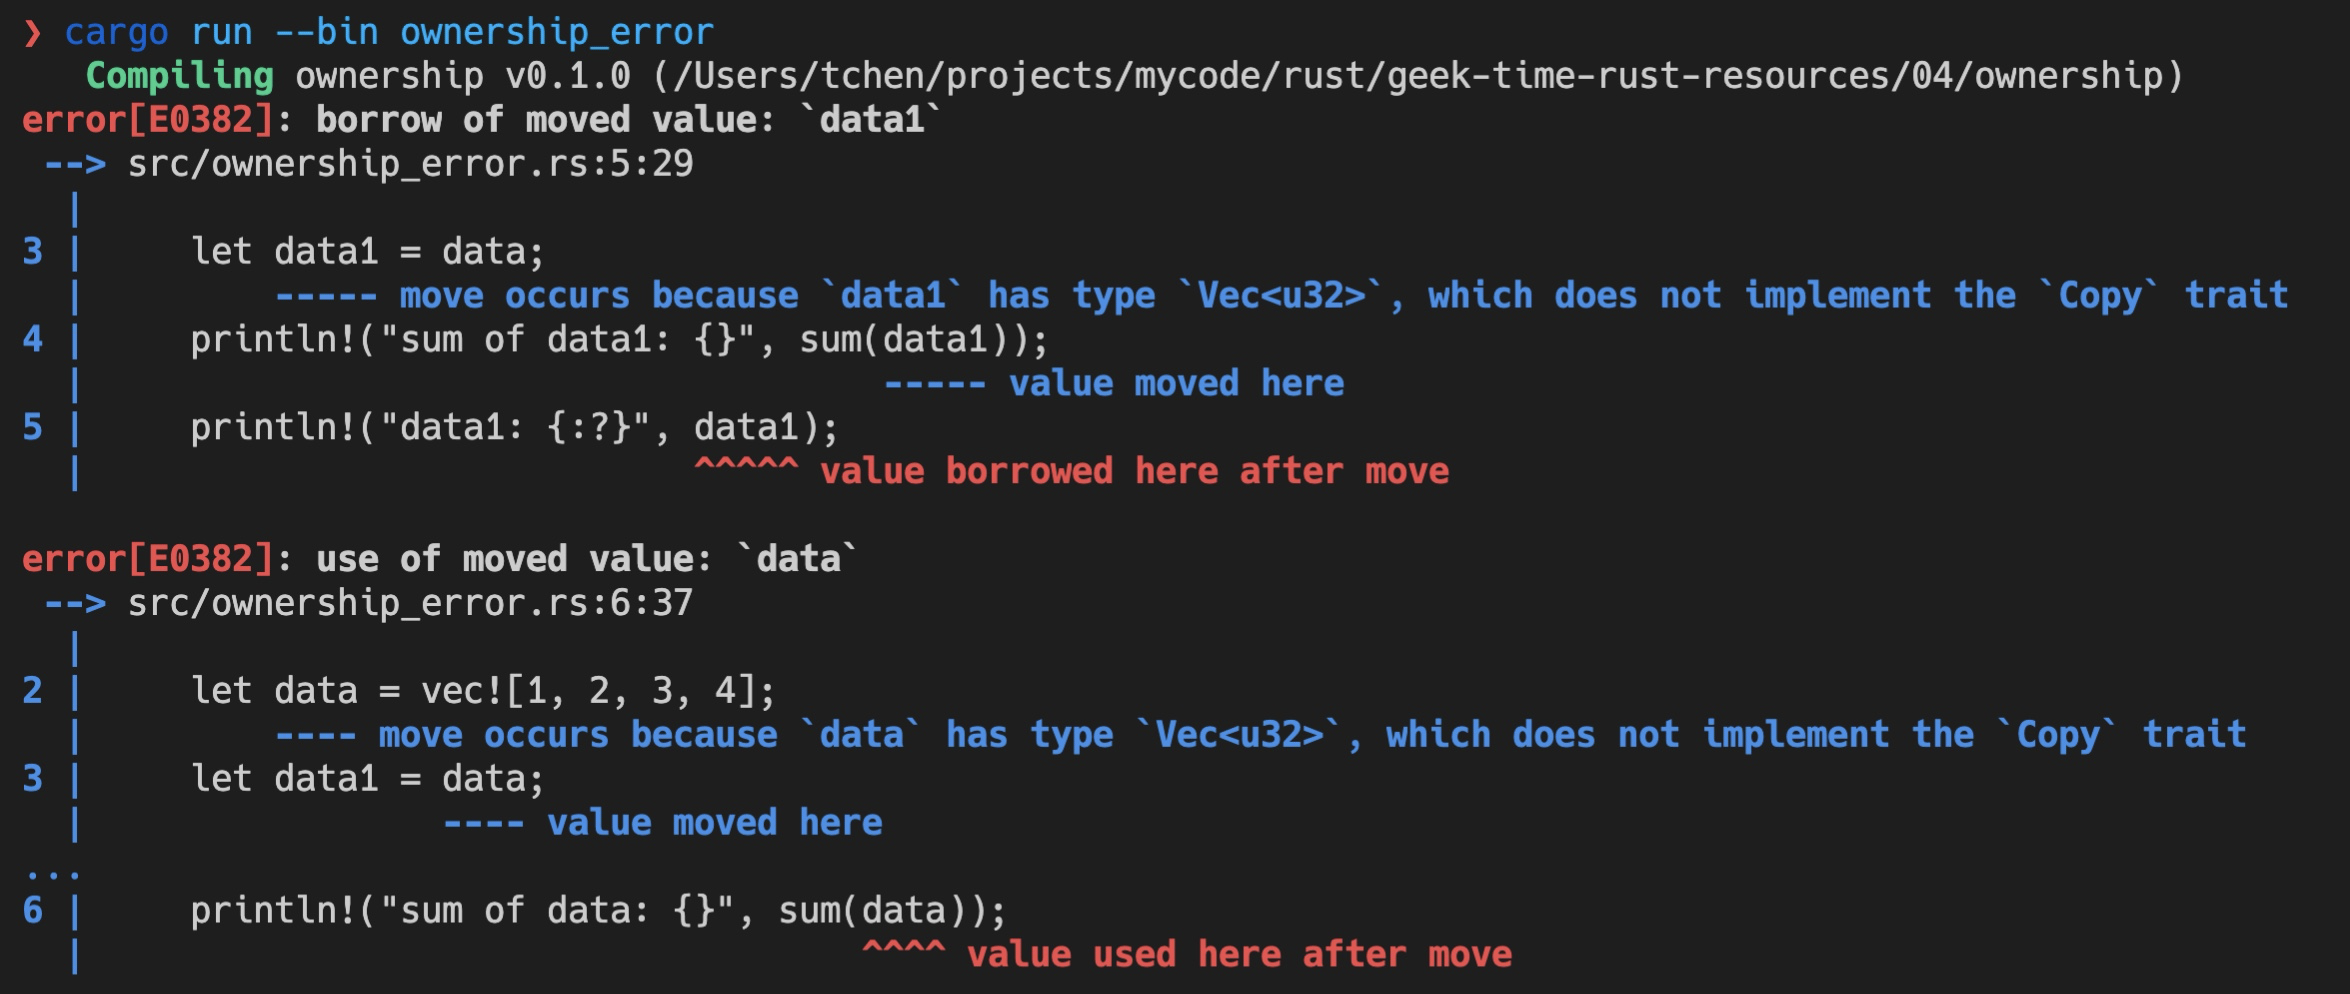 ❯ cargo run --bin ownership_error
   Compiling ownership v0.1.0 (/Users/tchen/projects/mycode/rust/geek-time-rust-resources/04/ownership)
error[E0382]: borrow of moved value: `data1`
 --> src/ownership_error.rs:5:29
  |
3 |     let data1 = data;
  |         ----- move occurs because `data1` has type `Vec<u32>`, which does not implement the `Copy` trait
4 |     println!("sum of data1: {}", sum(data1));
  |                                      ----- value moved here
5 |     println!("data1: {:?}", data1);
  |                             ^^^^^ value borrowed here after move

error[E0382]: use of moved value: `data`
 --> src/ownership_error.rs:6:37
  |
2 |     let data = vec![1, 2, 3, 4];
  |         ---- move occurs because `data` has type `Vec<u32>`, which does not implement the `Copy` trait
3 |     let data1 = data;
  |                 ---- value moved here
...
6 |     println!("sum of data: {}", sum(data));
  |                                     ^^^^ value used here after move